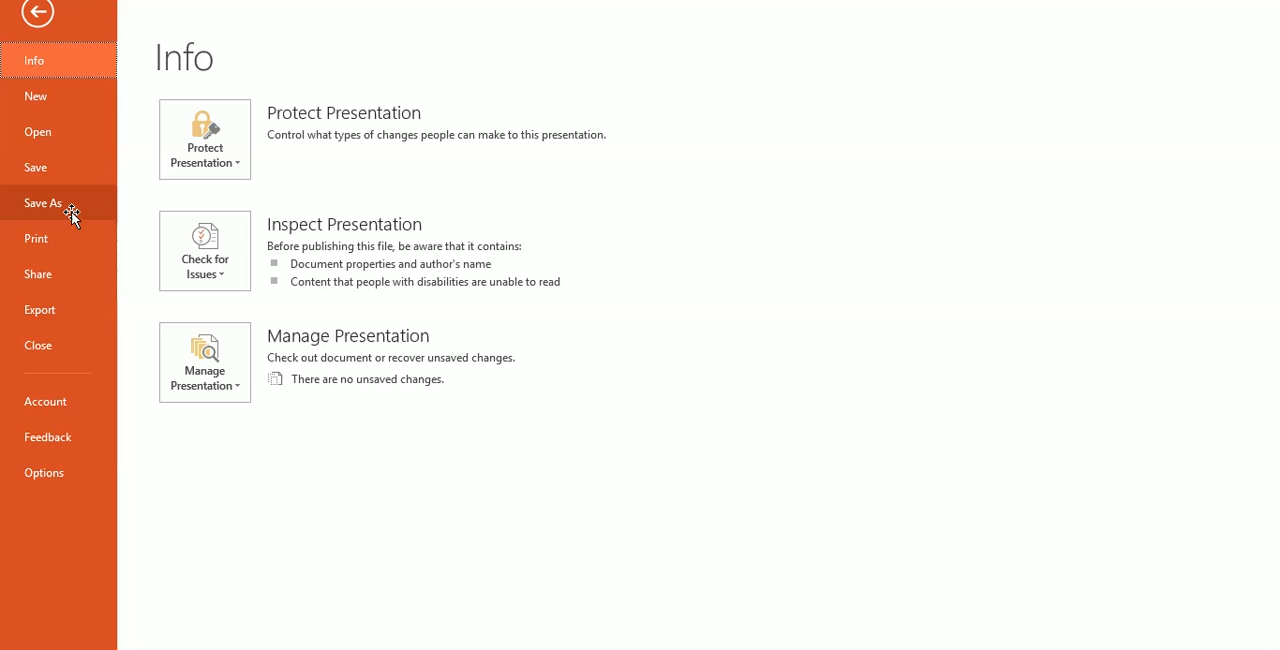 Info
New
Open
Save
Save As
Print
Share
Export
Close
Account
Feedback
Options
Info
Protect
Presentation
Protect Presentation
Control what types of changes people can make to this presentation.
Check for
Issues
Inspect Presentation
Before publishing this file, be aware that it contains:
Document properties and author's name
Content that people with disabilities are unable to read
Manage
Presentation
Manage Presentation
Check out document or recover unsaved changes.
There are no unsaved changes.